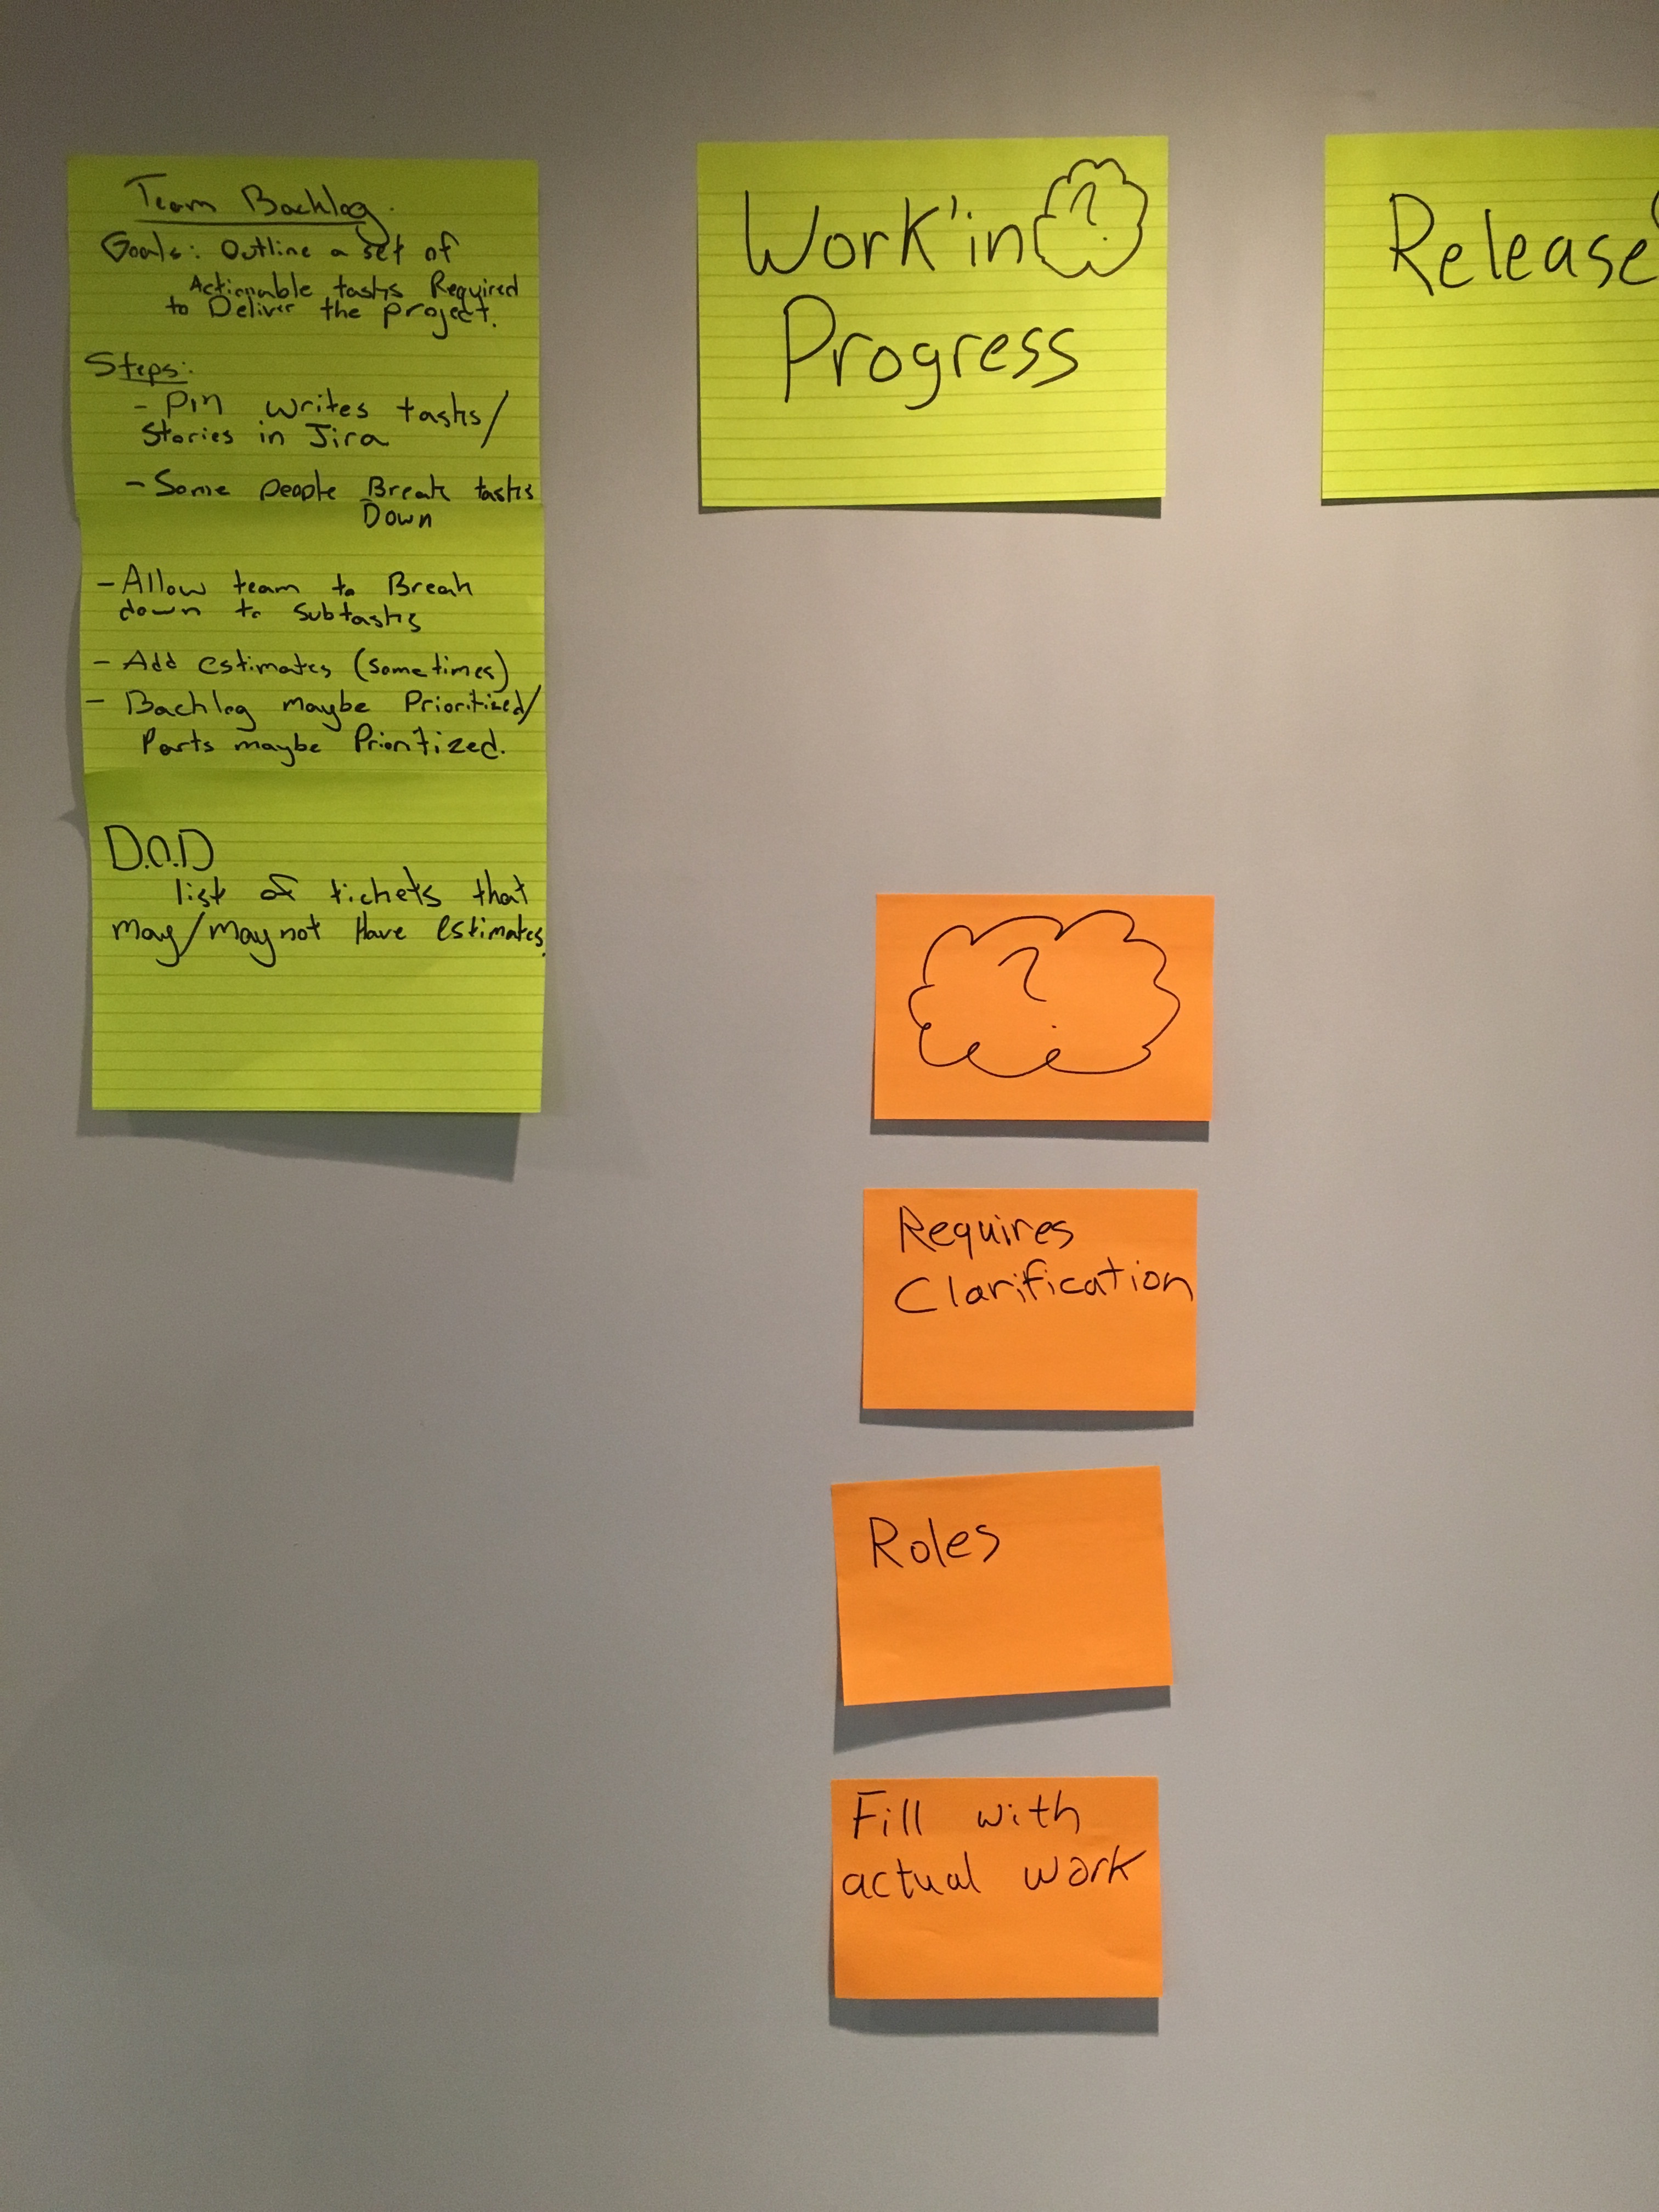 Team Backlog.
Goals: Outline a set of
Actionable tasks Required
to Deliver the project.
Steps:
- Pm writes tasks/
Stories in Jira
- Some people Break tasks
Down
- Allow team to Break
down to Subtasks
- Add estimates (sometimes)
- Backlog maybe Prioritized/
Parts maybe Prioritized.
D.O.D
list of tickets that
may/may not Have estimates.
Work'in ?
Progress
Release
?
Requires
Clarification
Roles
Fill with
actual work